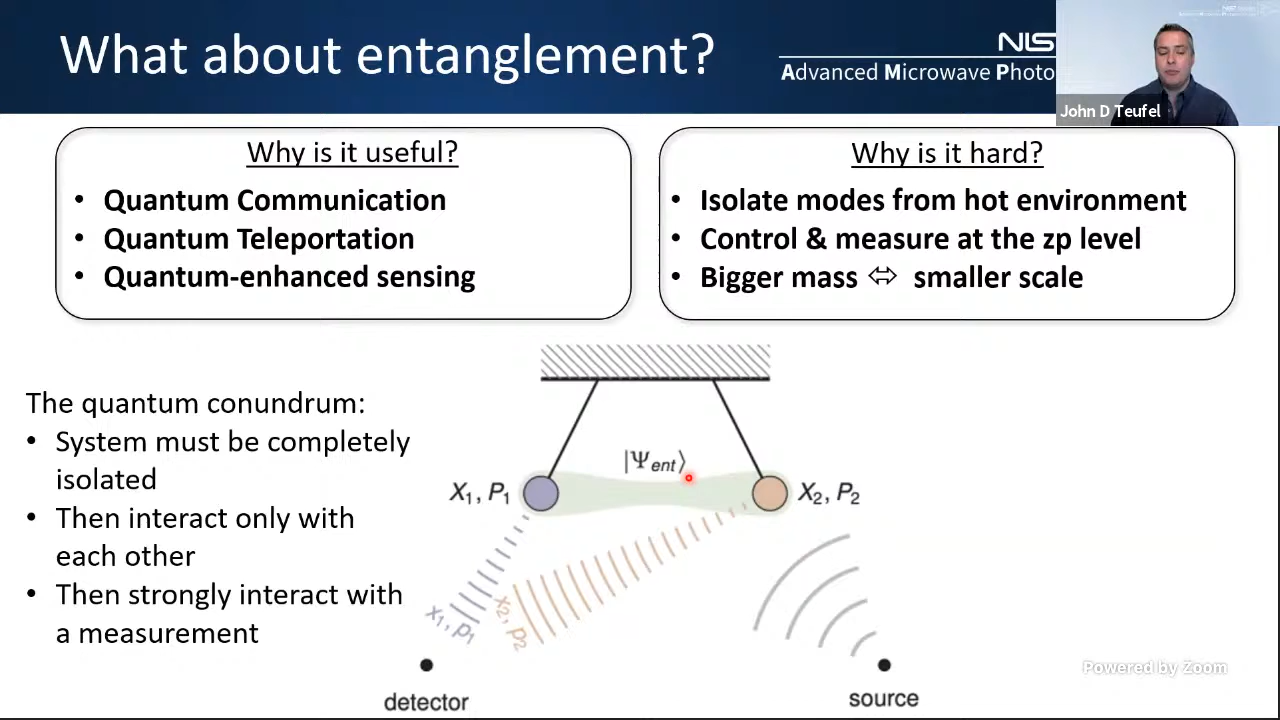 What about entanglement?
NIS
Advanced Microwave Photo
John D Teufel
Why is it useful?
• Quantum Communication
• Quantum Teleportation
• Quantum-enhanced sensing
Why is it hard?
• Isolate modes from hot environment
• Control & measure at the zp level
• Bigger mass ⇔ smaller scale
The quantum conundrum:
• System must be completely
isolated
• Then interact only with
each other
• Then strongly interact with
a measurement
|Ψent⟩
X1, P1
X2, P2
x1, p1
x2, p2
detector
source
Powered by Zoom